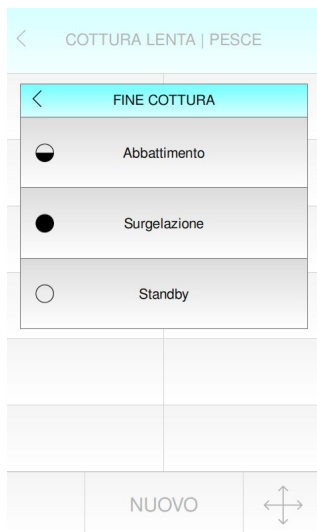 COTTURA LENTA | PESCE
FINE COTTURA
Abbattimento
Surgelazione
Standby
NUOVO